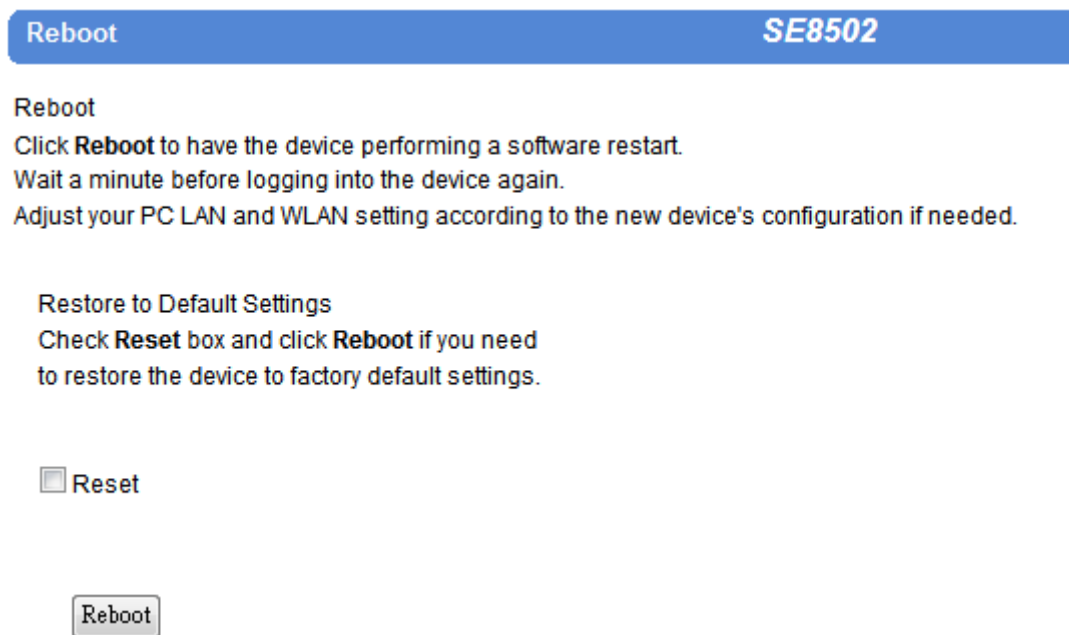 Reboot SE8502
Reboot
Click Reboot to have the device performing a software restart.
Wait a minute before logging into the device again.
Adjust your PC LAN and WLAN setting according to the new device's configuration if needed.
Restore to Default Settings
Check Reset box and click Reboot if you need
to restore the device to factory default settings.
Reset
Reboot